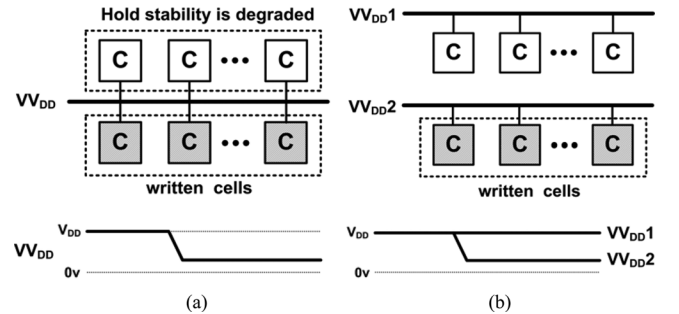 Hold stability is degraded
C C ••• C
VVDD
C C ••• C
written cells
VDD
VVDD
0v
(a)
VVDD1
C C ••• C
VVDD2
C C ••• C
written cells
VDD
VVDD1
VVDD2
0v
(b)